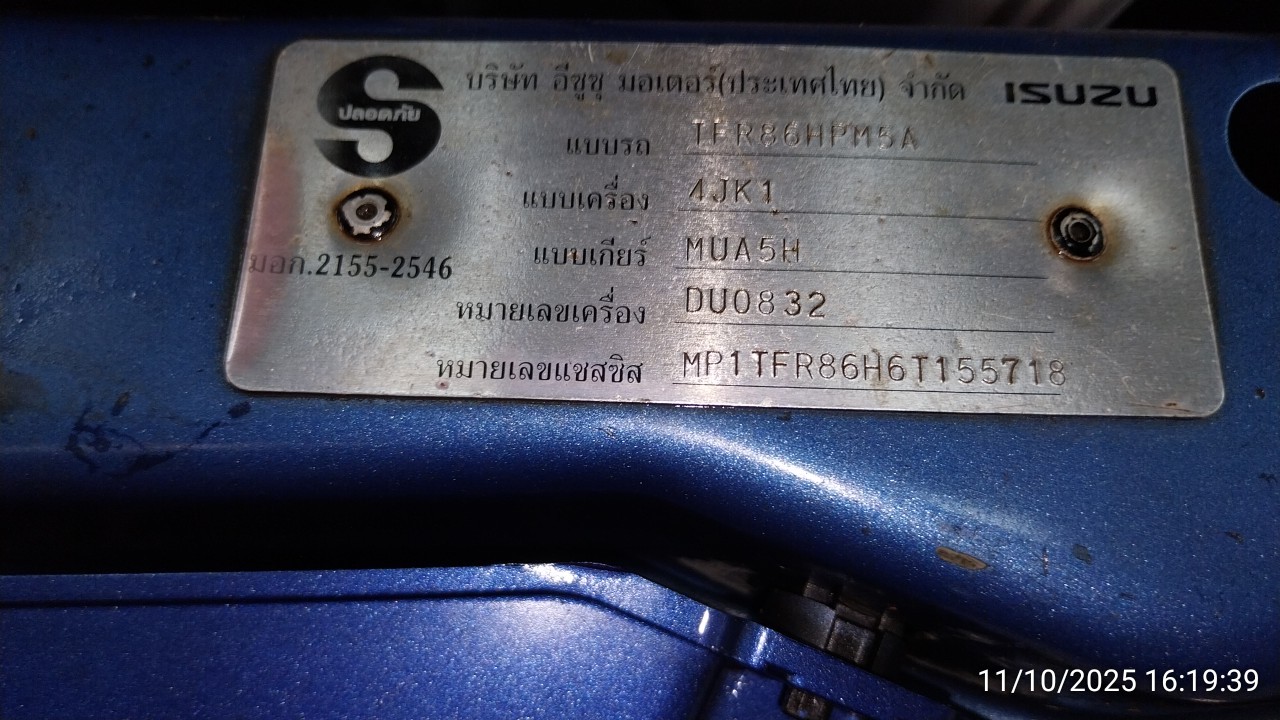 ปลอดภัย
บริษัท อีซูซุ มอเตอร์(ประเทศไทย) จำกัด ISUZU
แบบรถ TFR86HPM5A
แบบเครื่อง 4JK1
แบบเกียร์ MUA5H
มอก.2155-2546
หมายเลขเครื่อง DU0832
หมายเลขแชสซิส MP1TFR86H6T155718
11/10/2025 16:19:39